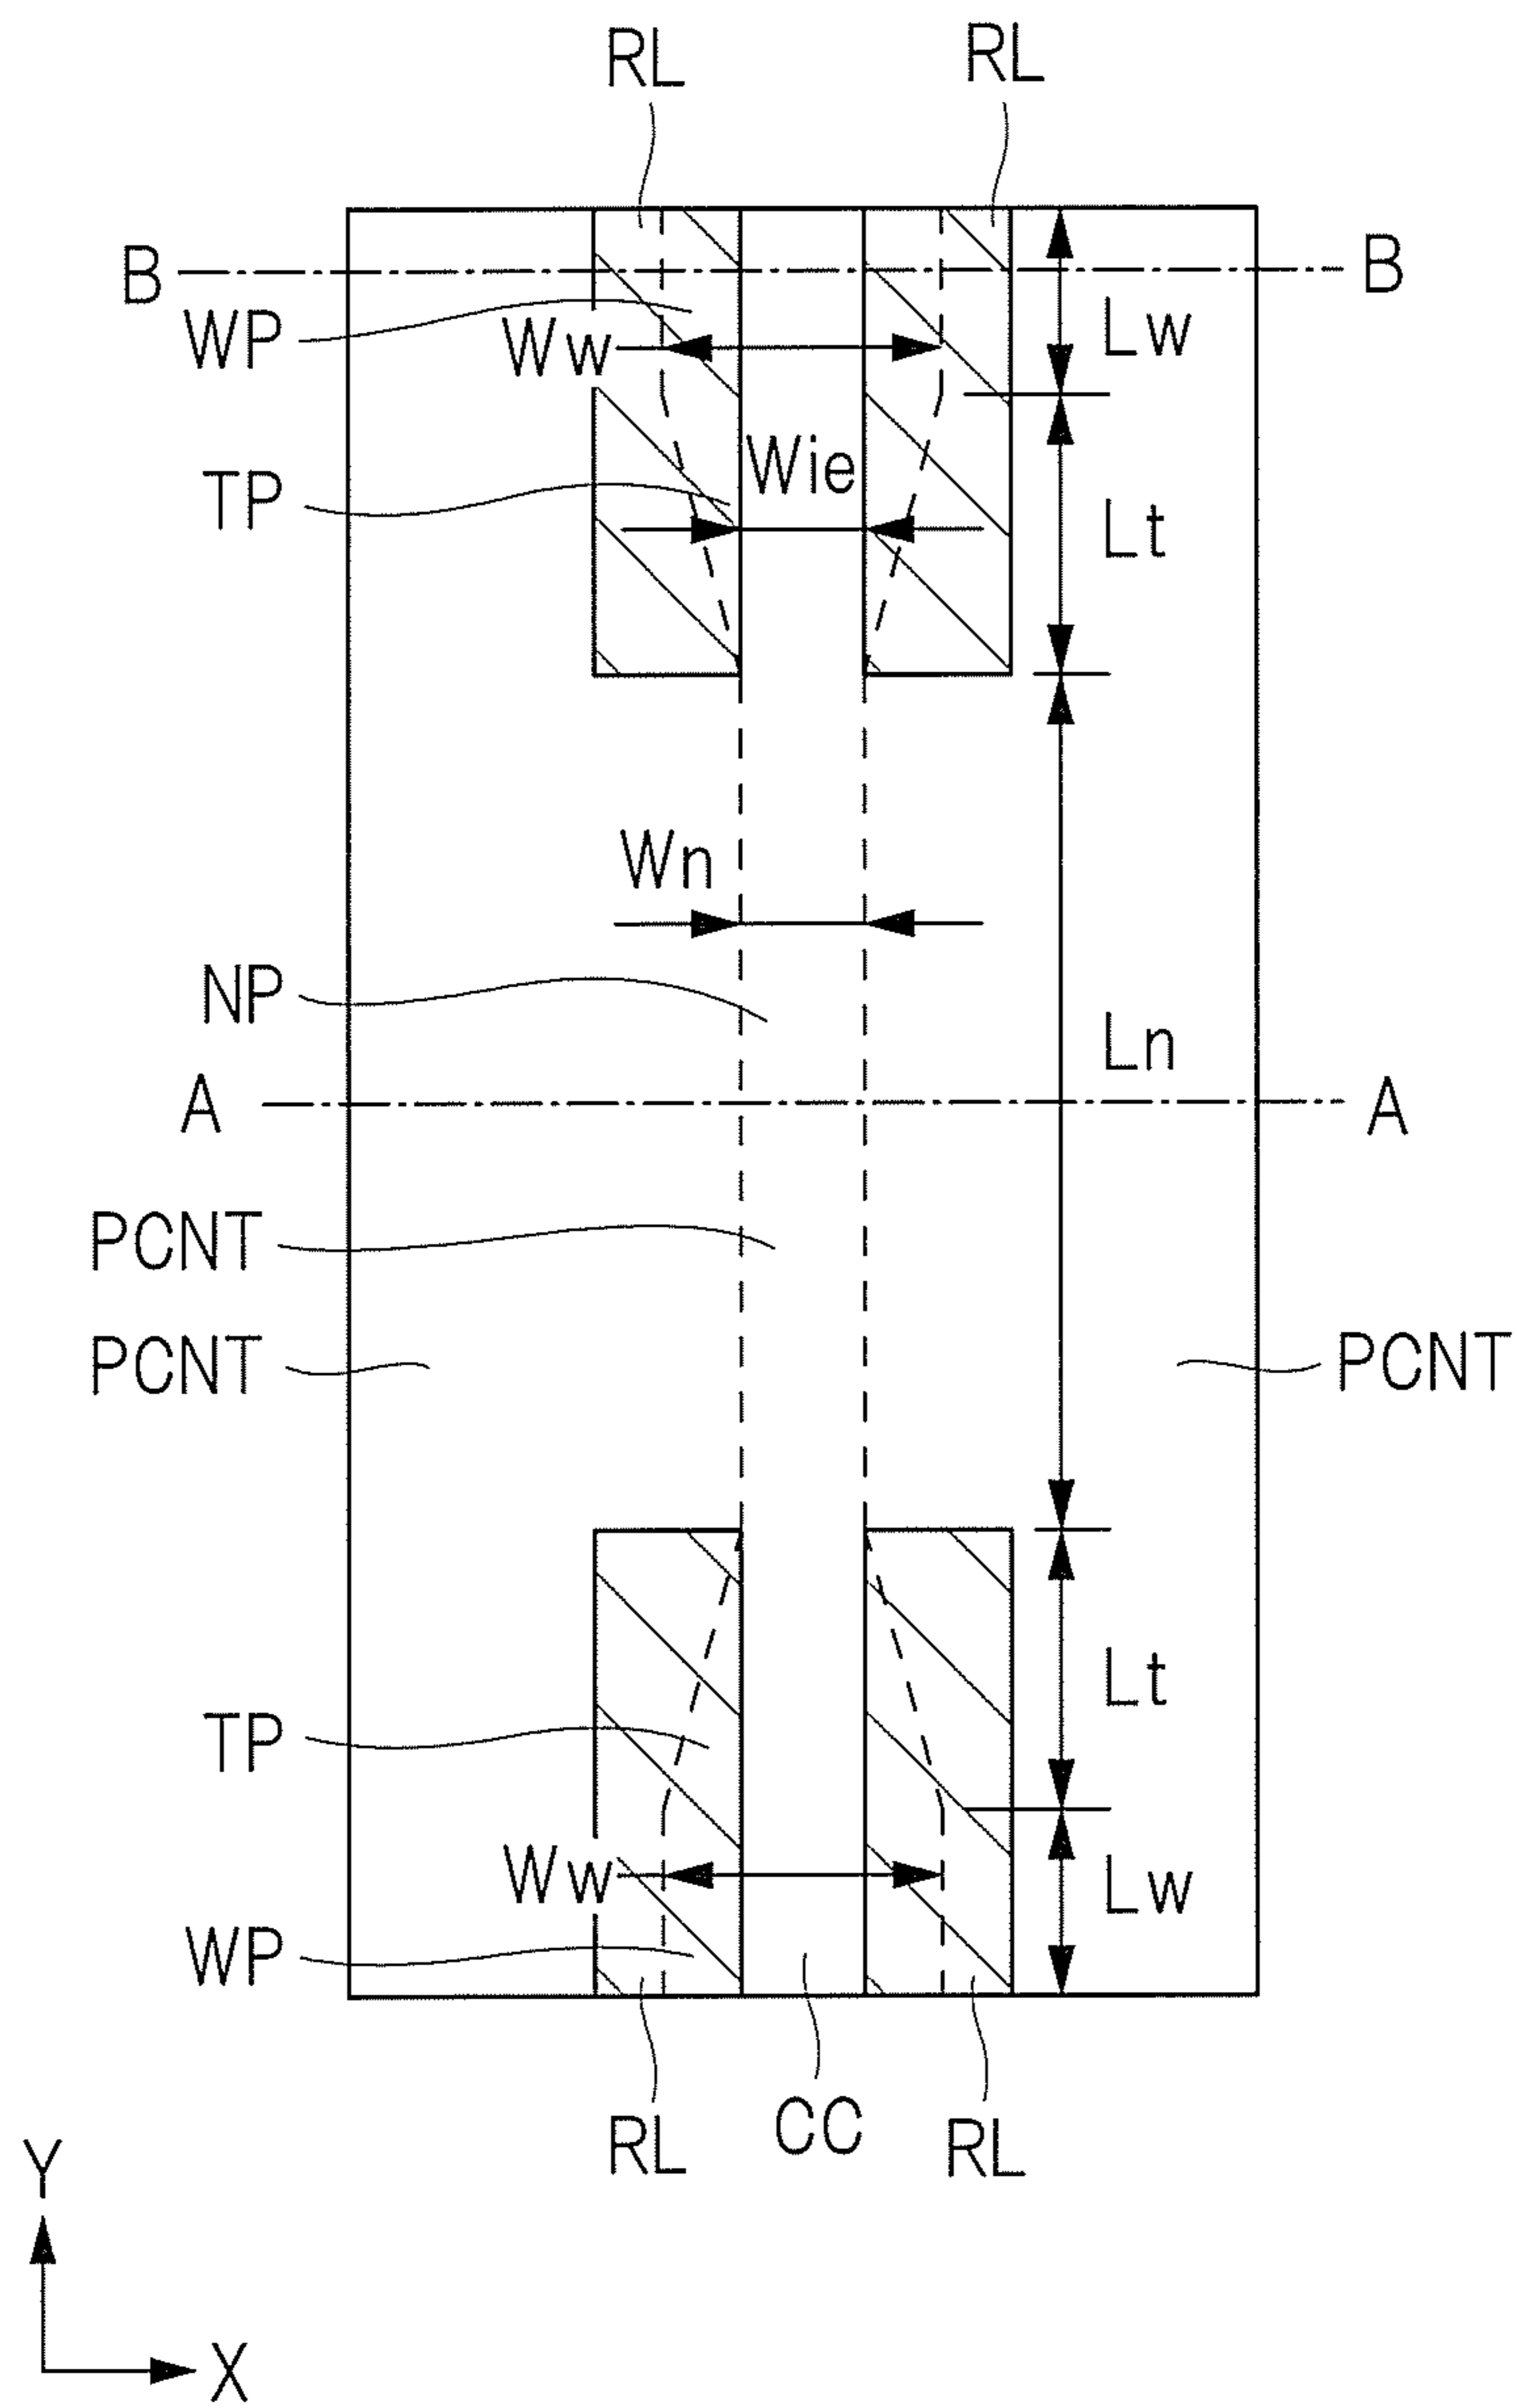 RL RL
B B
WP Ww Lw
TP Wie Lt
Wn
NP Ln
A A
PCNT
PCNT PCNT
TP Lt
Ww Lw
WP
RL CC RL
Y
X